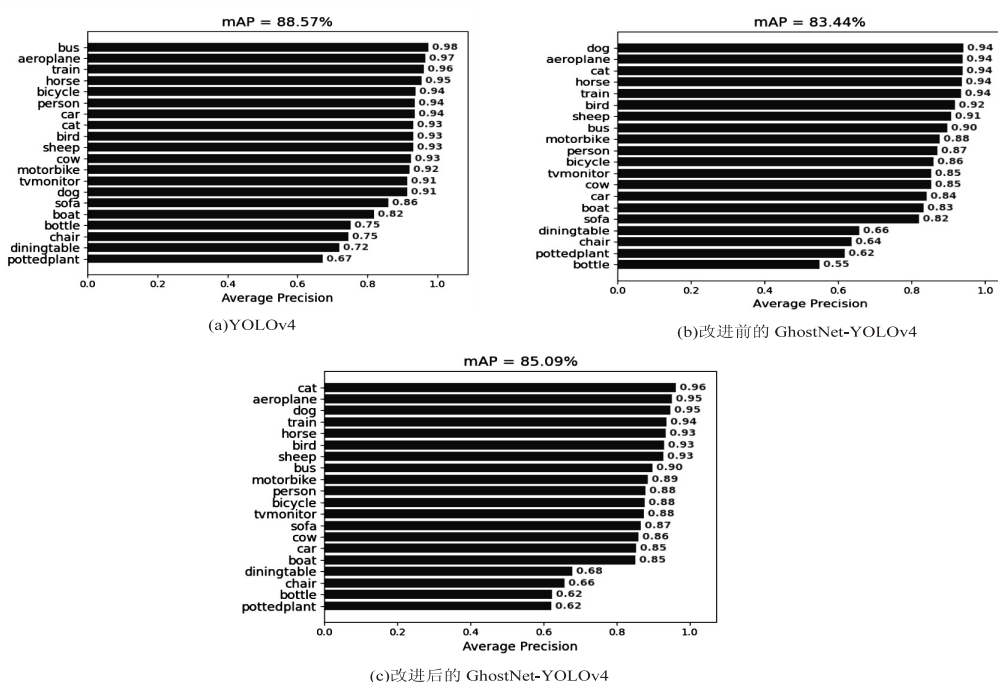 mAP = 88.57%
bus 0.98
aeroplane 0.97
train 0.96
horse 0.95
bicycle 0.94
person 0.94
car 0.94
cat 0.93
bird 0.93
sheep 0.93
cow 0.93
motorbike 0.92
tvmonitor 0.91
dog 0.91
sofa 0.86
boat 0.82
bottle 0.75
chair 0.75
diningtable 0.72
pottedplant 0.67
0.0 0.2 0.4 0.6 0.8 1.0
Average Precision
(a)YOLOv4
mAP = 83.44%
dog 0.94
aeroplane 0.94
cat 0.94
horse 0.94
train 0.94
bird 0.92
sheep 0.91
bus 0.90
motorbike 0.88
person 0.87
bicycle 0.86
tvmonitor 0.85
cow 0.85
car 0.84
boat 0.83
sofa 0.82
diningtable 0.66
chair 0.64
pottedplant 0.62
bottle 0.55
0.0 0.2 0.4 0.6 0.8 1.0
Average Precision
(b)改进前的 GhostNet-YOLOv4
mAP = 85.09%
cat 0.96
aeroplane 0.95
dog 0.95
train 0.94
horse 0.93
bird 0.93
sheep 0.93
bus 0.90
motorbike 0.89
person 0.88
bicycle 0.88
tvmonitor 0.88
sofa 0.87
cow 0.86
car 0.85
boat 0.85
diningtable 0.68
chair 0.66
bottle 0.62
pottedplant 0.62
0.0 0.2 0.4 0.6 0.8 1.0
Average Precision
(c)改进后的 GhostNet-YOLOv4